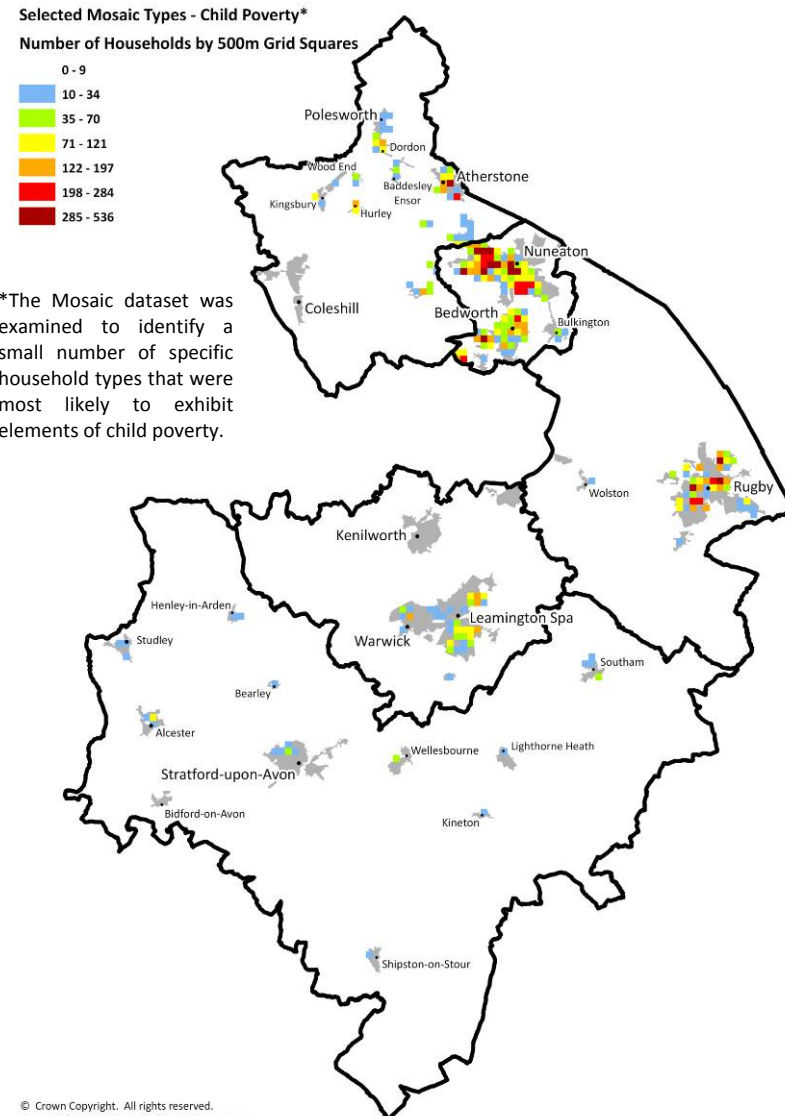 Selected Mosaic Types - Child Poverty*
Number of Households by 500m Grid Squares
0 - 9
10 - 34
35 - 70
71 - 121
122 - 197
198 - 284
285 - 536
*The Mosaic dataset was
examined to identify a
small number of specific
household types that were
most likely to exhibit
elements of child poverty.
Polesworth
Dordon
Wood End
Baddesley
Ensor
Atherstone
Kingsbury
Hurley
Nuneaton
Coleshill
Bedworth
Bulkington
Wolston
Rugby
Kenilworth
Henley-in-Arden
Leamington Spa
Warwick
Studley
Southam
Bearley
Alcester
Wellesbourne
Lighthorne Heath
Stratford-upon-Avon
Bidford-on-Avon
Kineton
Shipston-on-Stour
© Crown Copyright. All rights reserved.